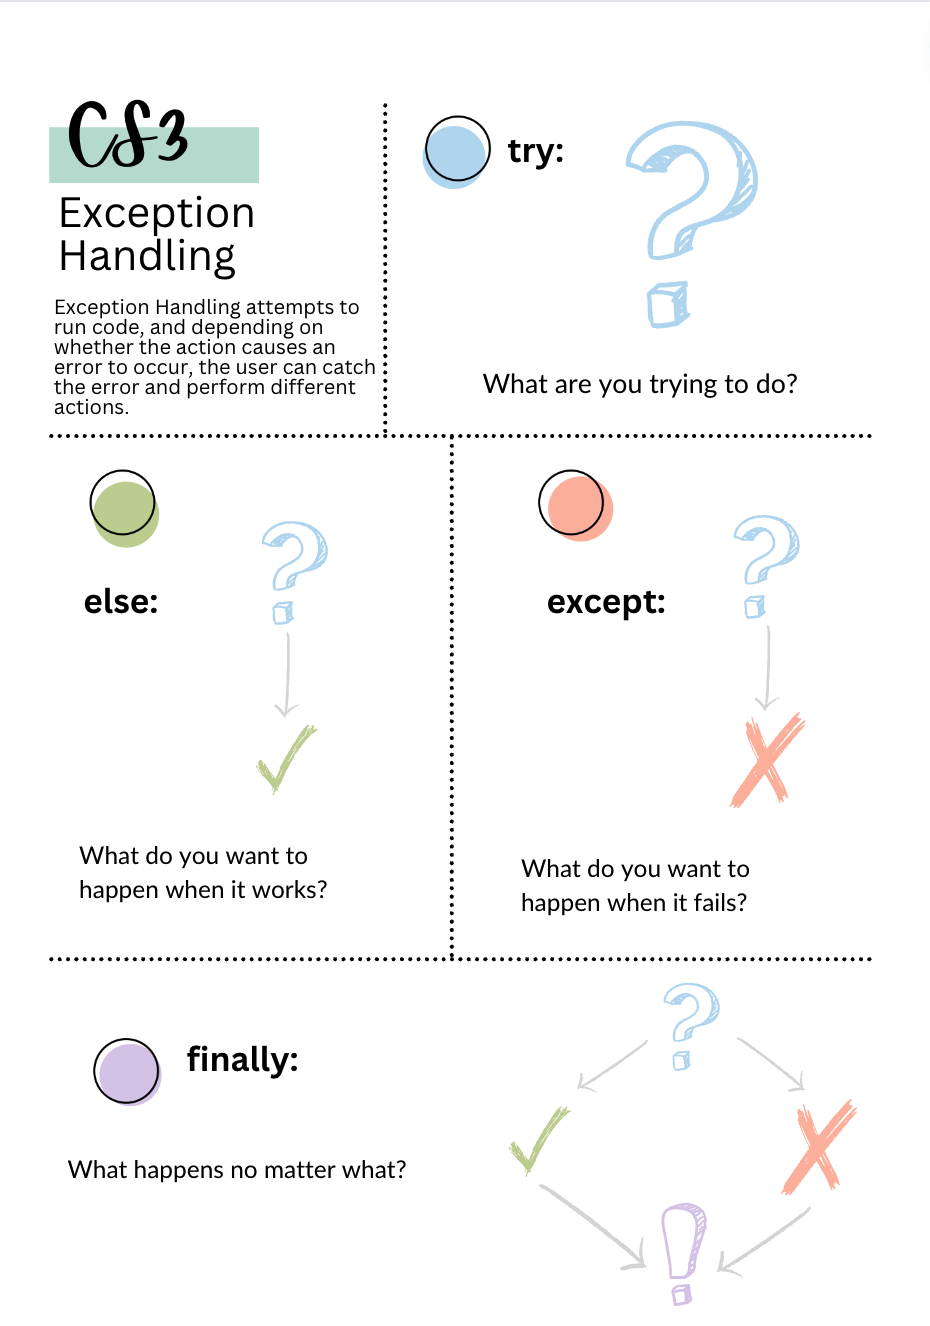 CS3
Exception
Handling
Exception Handling attempts to
run code, and depending on
whether the action causes an
error to occur, the user can catch
the error and perform different
actions.
try:
?
What are you trying to do?
else:
?
What do you want to
happen when it works?
except:
?
What do you want to
happen when it fails?
finally:
What happens no matter what?
?
!